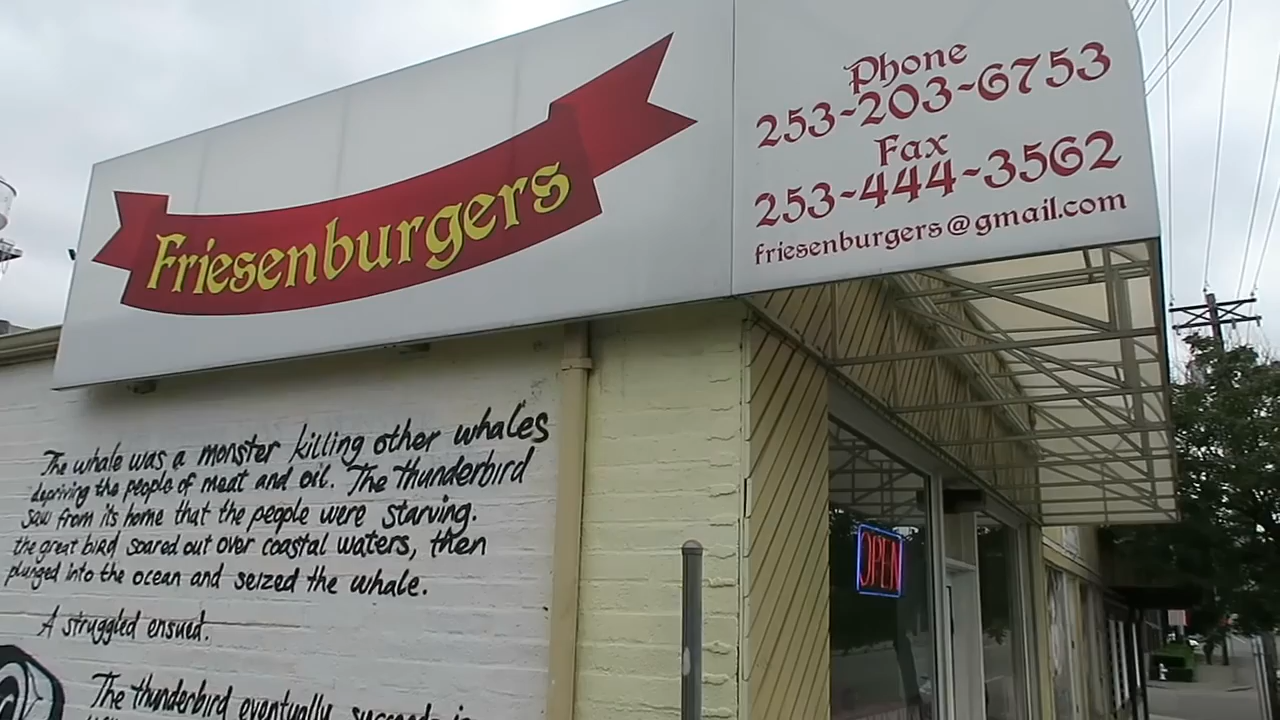 Friesenburgers
Phone
253-203-6753
Fax
253-444-3562
friesenburgers@gmail.com
OPEN
The whale was a monster killing other whales
depriving the people of meat and oil. The thunderbird
saw from its home that the people were starving.
the great bird soared out over coastal waters, then
plunged into the ocean and seized the whale.
A struggled ensued.
The thunderbird eventually succeeds in